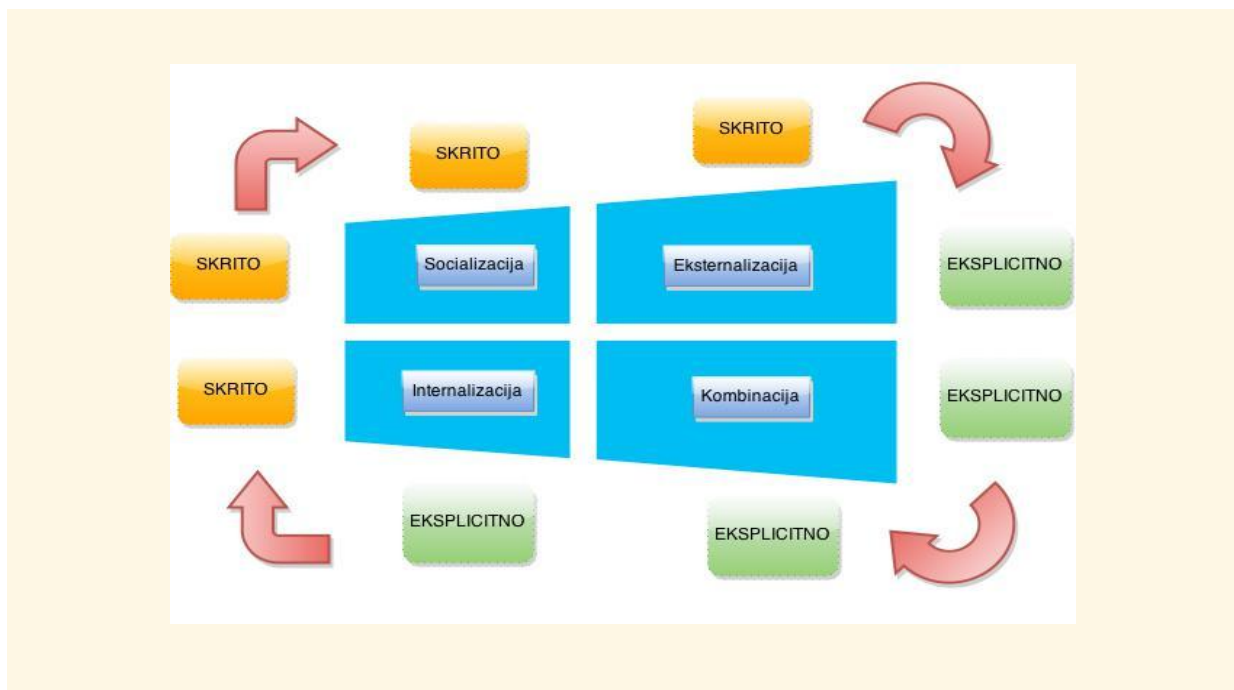 SKRITO
SKRITO
SKRITO
Socializacija
Eksternalizacija
EKSPLICITNO
SKRITO
Internalizacija
Kombinacija
EKSPLICITNO
EKSPLICITNO
EKSPLICITNO